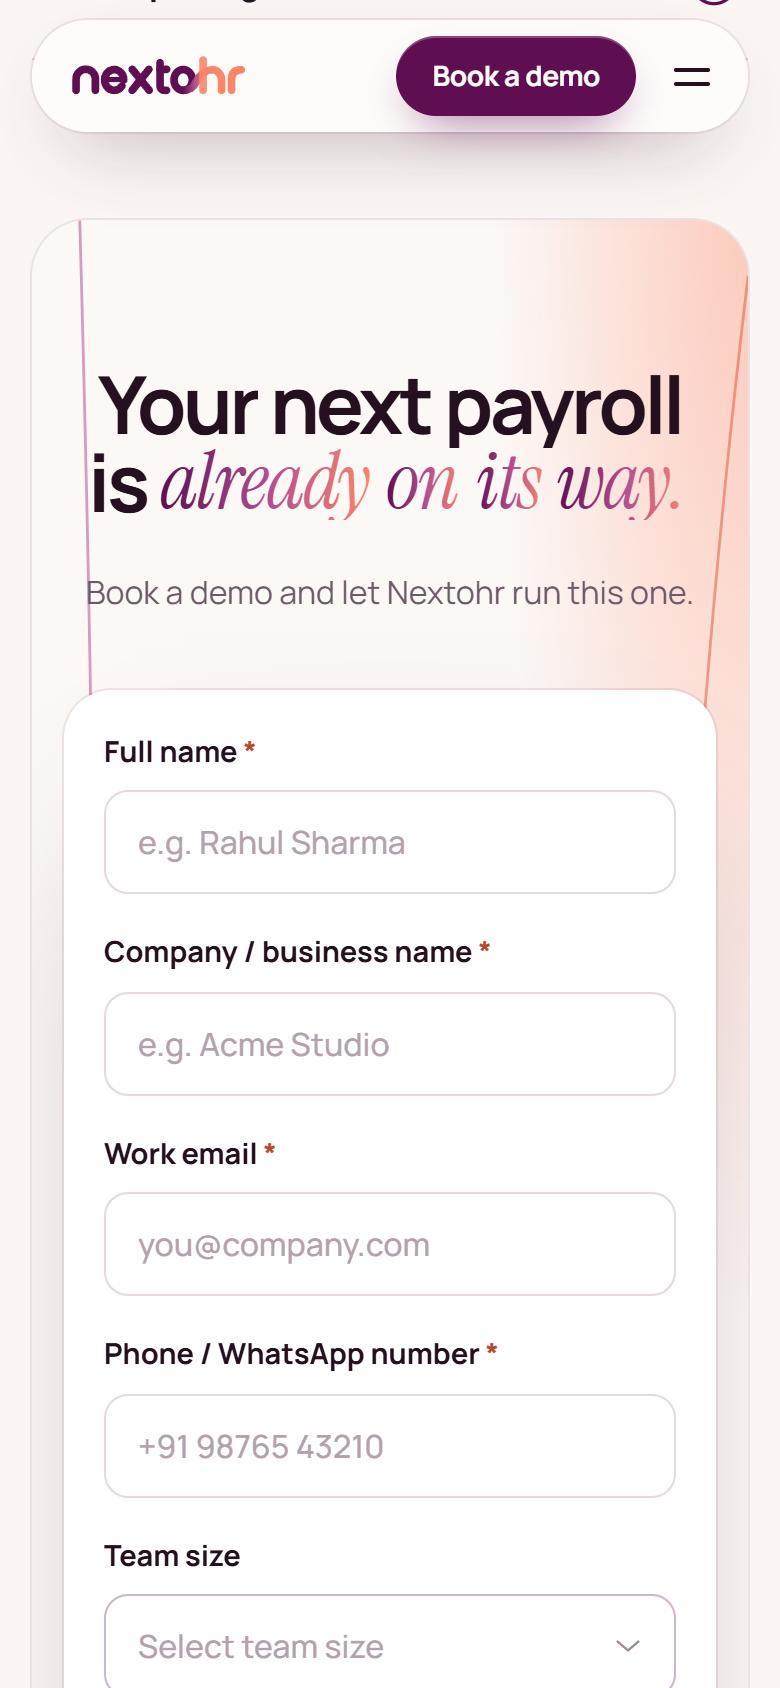 nextohr
Book a demo
Your next payroll
is already on its way.
Book a demo and let Nextohr run this one.
Full name *
e.g. Rahul Sharma
Company / business name *
e.g. Acme Studio
Work email *
you@company.com
Phone / WhatsApp number *
+91 98765 43210
Team size
Select team size